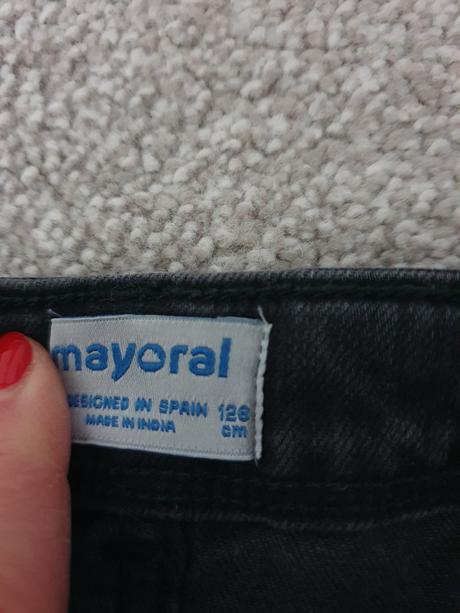 mayoral
DESIGNED IN SPAIN 128
MADE IN INDIA cm